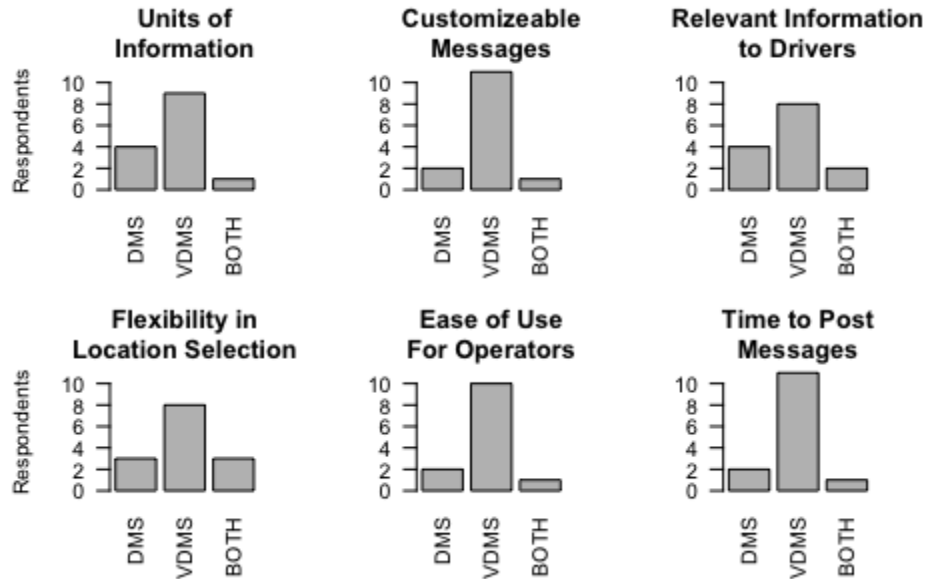 Units of
Information
Customizeable
Messages
Relevant Information
to Drivers
Respondents
10
8
6
4
2
0
DMS
VDMS
BOTH
10
8
6
4
2
0
DMS
VDMS
BOTH
10
8
6
4
2
0
DMS
VDMS
BOTH
Flexibility in
Location Selection
Ease of Use
For Operators
Time to Post
Messages
Respondents
10
8
6
4
2
0
DMS
VDMS
BOTH
10
8
6
4
2
0
DMS
VDMS
BOTH
10
8
6
4
2
0
DMS
VDMS
BOTH